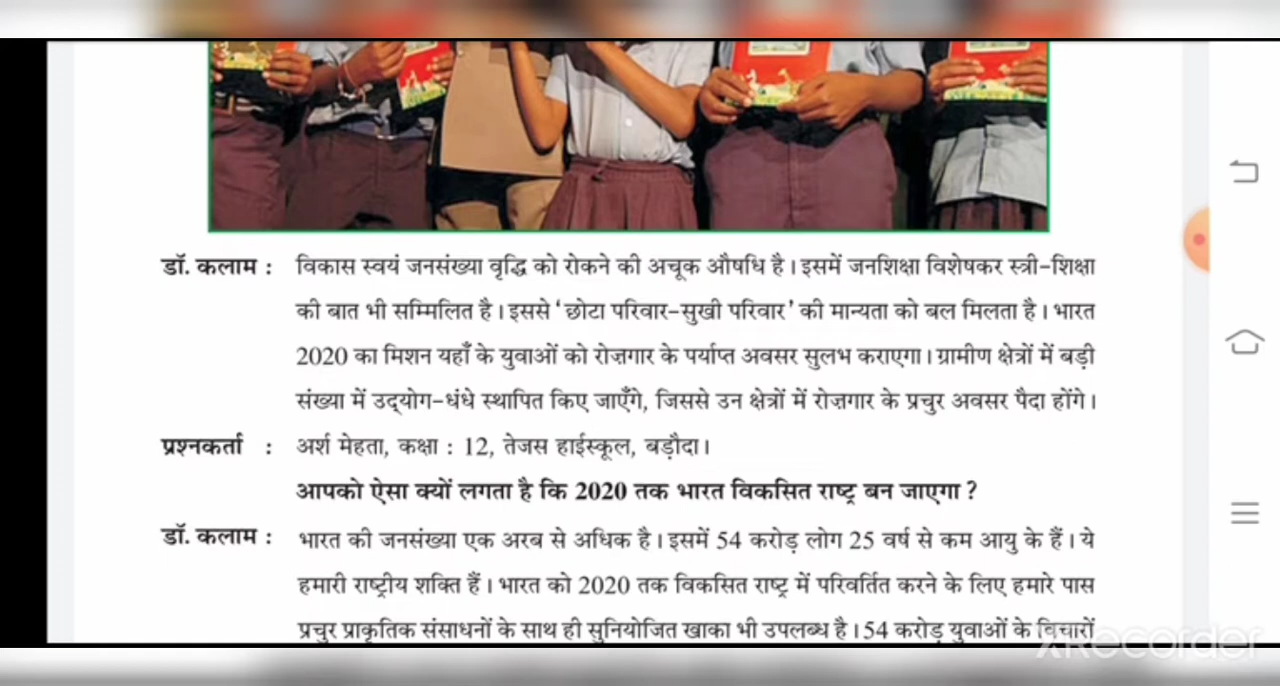 डॉ. कलाम : विकास स्वयं जनसंख्या वृद्धि को रोकने की अचूक औषधि है। इसमें जनशिक्षा विशेषकर स्त्री-शिक्षा
की बात भी सम्मिलित है। इससे ‘छोटा परिवार-सुखी परिवार’ की मान्यता को बल मिलता है। भारत
2020 का मिशन यहाँ के युवाओं को रोज़गार के पर्याप्त अवसर सुलभ कराएगा। ग्रामीण क्षेत्रों में बड़ी
संख्या में उद्योग-धंधे स्थापित किए जाएँगे, जिससे उन क्षेत्रों में रोज़गार के प्रचुर अवसर पैदा होंगे।
प्रश्नकर्ता : अर्श मेहता, कक्षा : 12, तेजस हाईस्कूल, बड़ौदा।
आपको ऐसा क्यों लगता है कि 2020 तक भारत विकसित राष्ट्र बन जाएगा ?
डॉ. कलाम : भारत की जनसंख्या एक अरब से अधिक है। इसमें 54 करोड़ लोग 25 वर्ष से कम आयु के हैं। ये
हमारी राष्ट्रीय शक्ति हैं। भारत को 2020 तक विकसित राष्ट्र में परिवर्तित करने के लिए हमारे पास
प्रचुर प्राकृतिक संसाधनों के साथ ही सुनियोजित खाका भी उपलब्ध है। 54 करोड़ युवाओं के विचारों
XRecorder